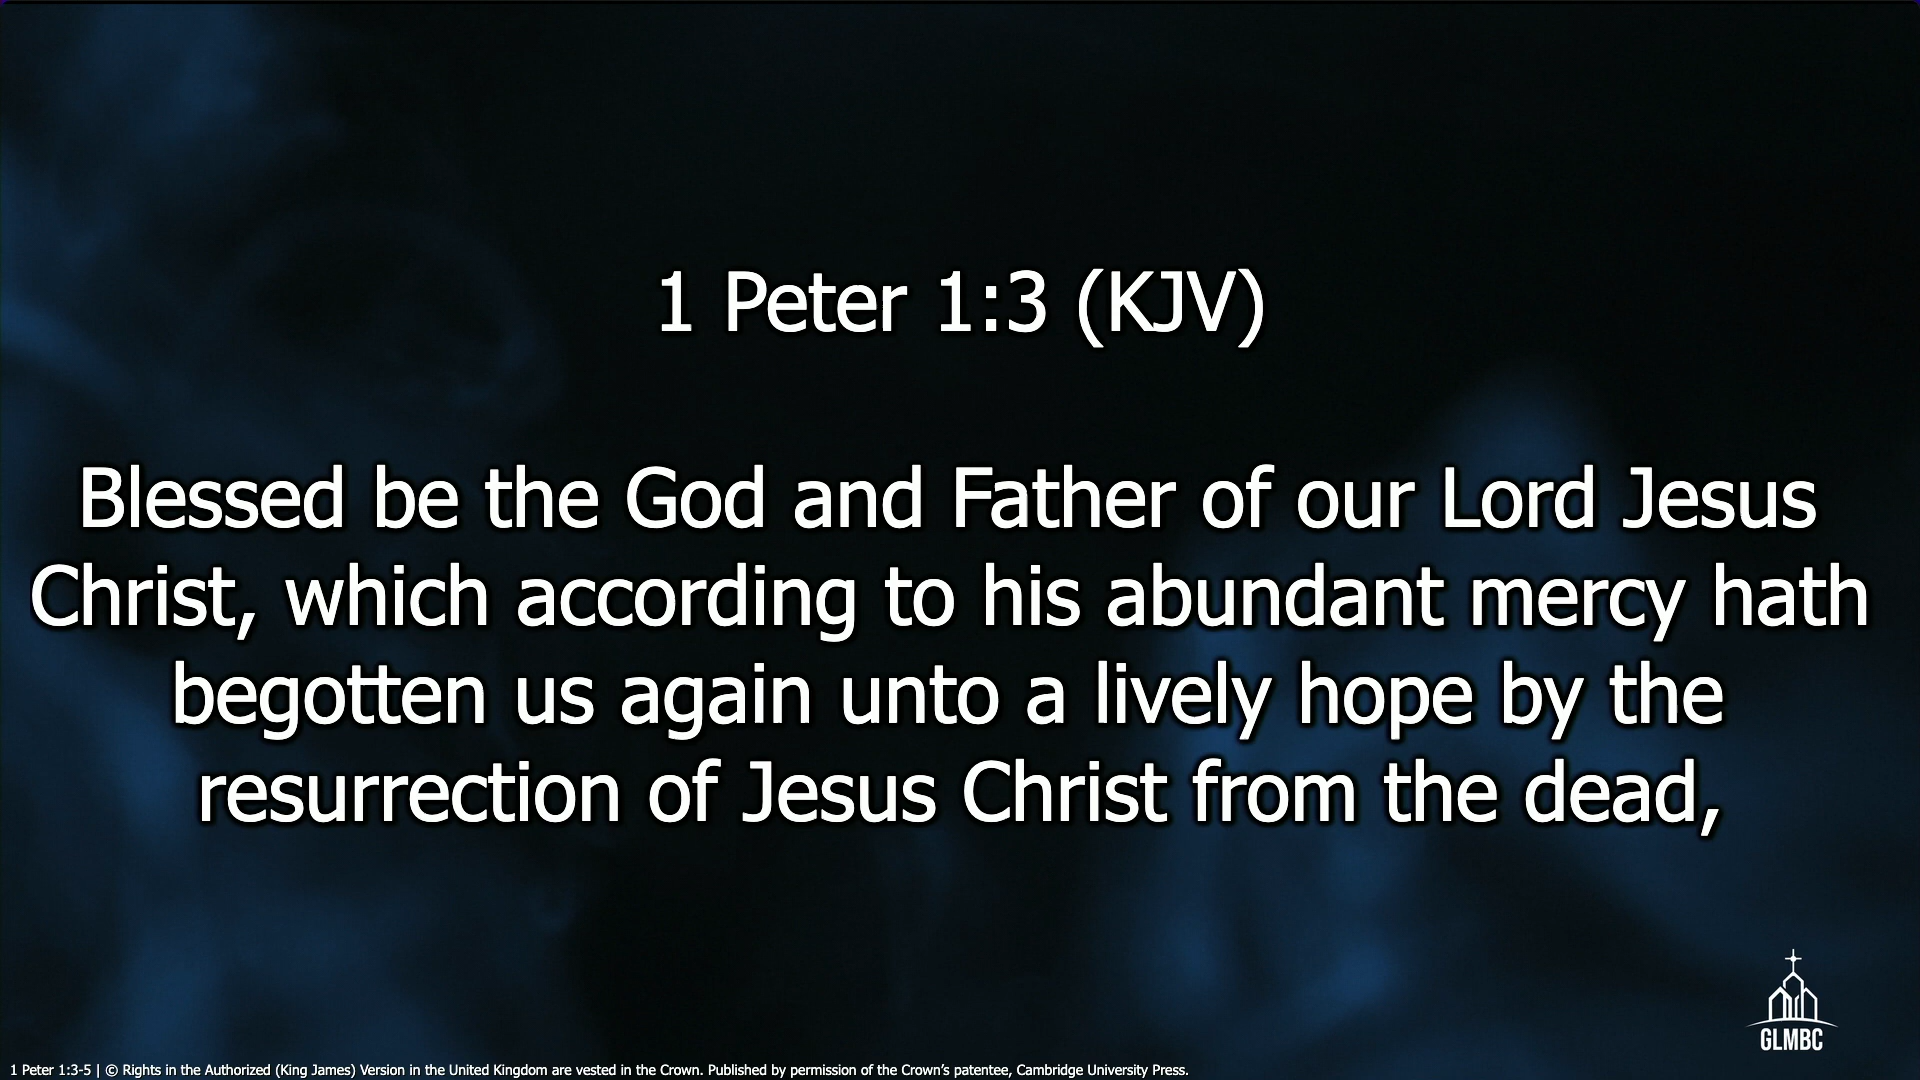 1 Peter 1:3 (KJV)
Blessed be the God and Father of our Lord Jesus
Christ, which according to his abundant mercy hath
begotten us again unto a lively hope by the
resurrection of Jesus Christ from the dead,
GLMBC
1 Peter 1:3-5 | © Rights in the Authorized (King James) Version in the United Kingdom are vested in the Crown. Published by permission of the Crown’s patentee, Cambridge University Press.